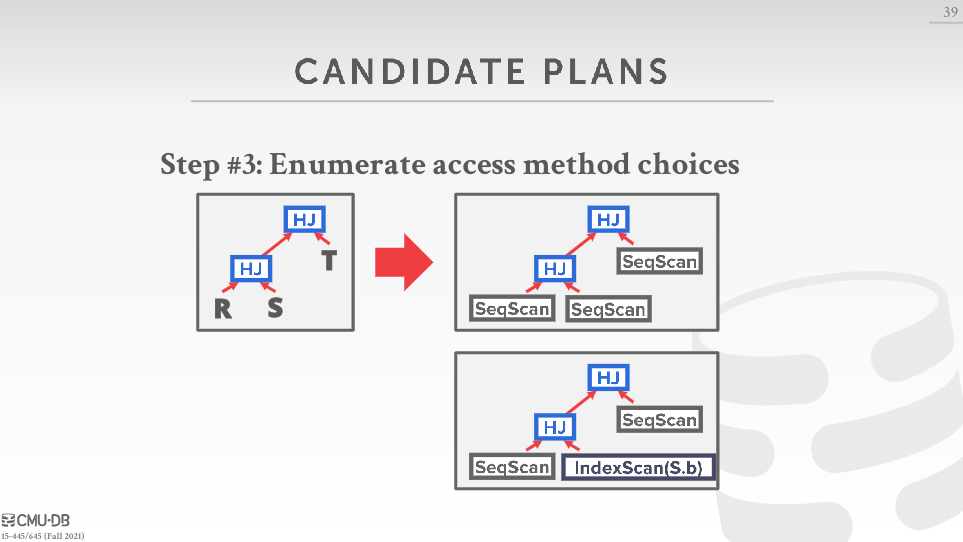 39
CANDIDATE PLANS
Step #3: Enumerate access method choices
HJ
HJ
T
R S
HJ
HJ
SeqScan
SeqScan SeqScan
HJ
HJ
SeqScan
SeqScan IndexScan(S.b)
CMU·DB
15-445/645 (Fall 2021)